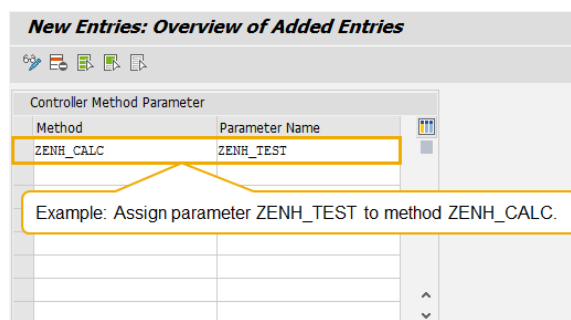 New Entries: Overview of Added Entries
Controller Method Parameter
Method Parameter Name
ZENH_CALC ZENH_TEST
Example: Assign parameter ZENH_TEST to method ZENH_CALC.